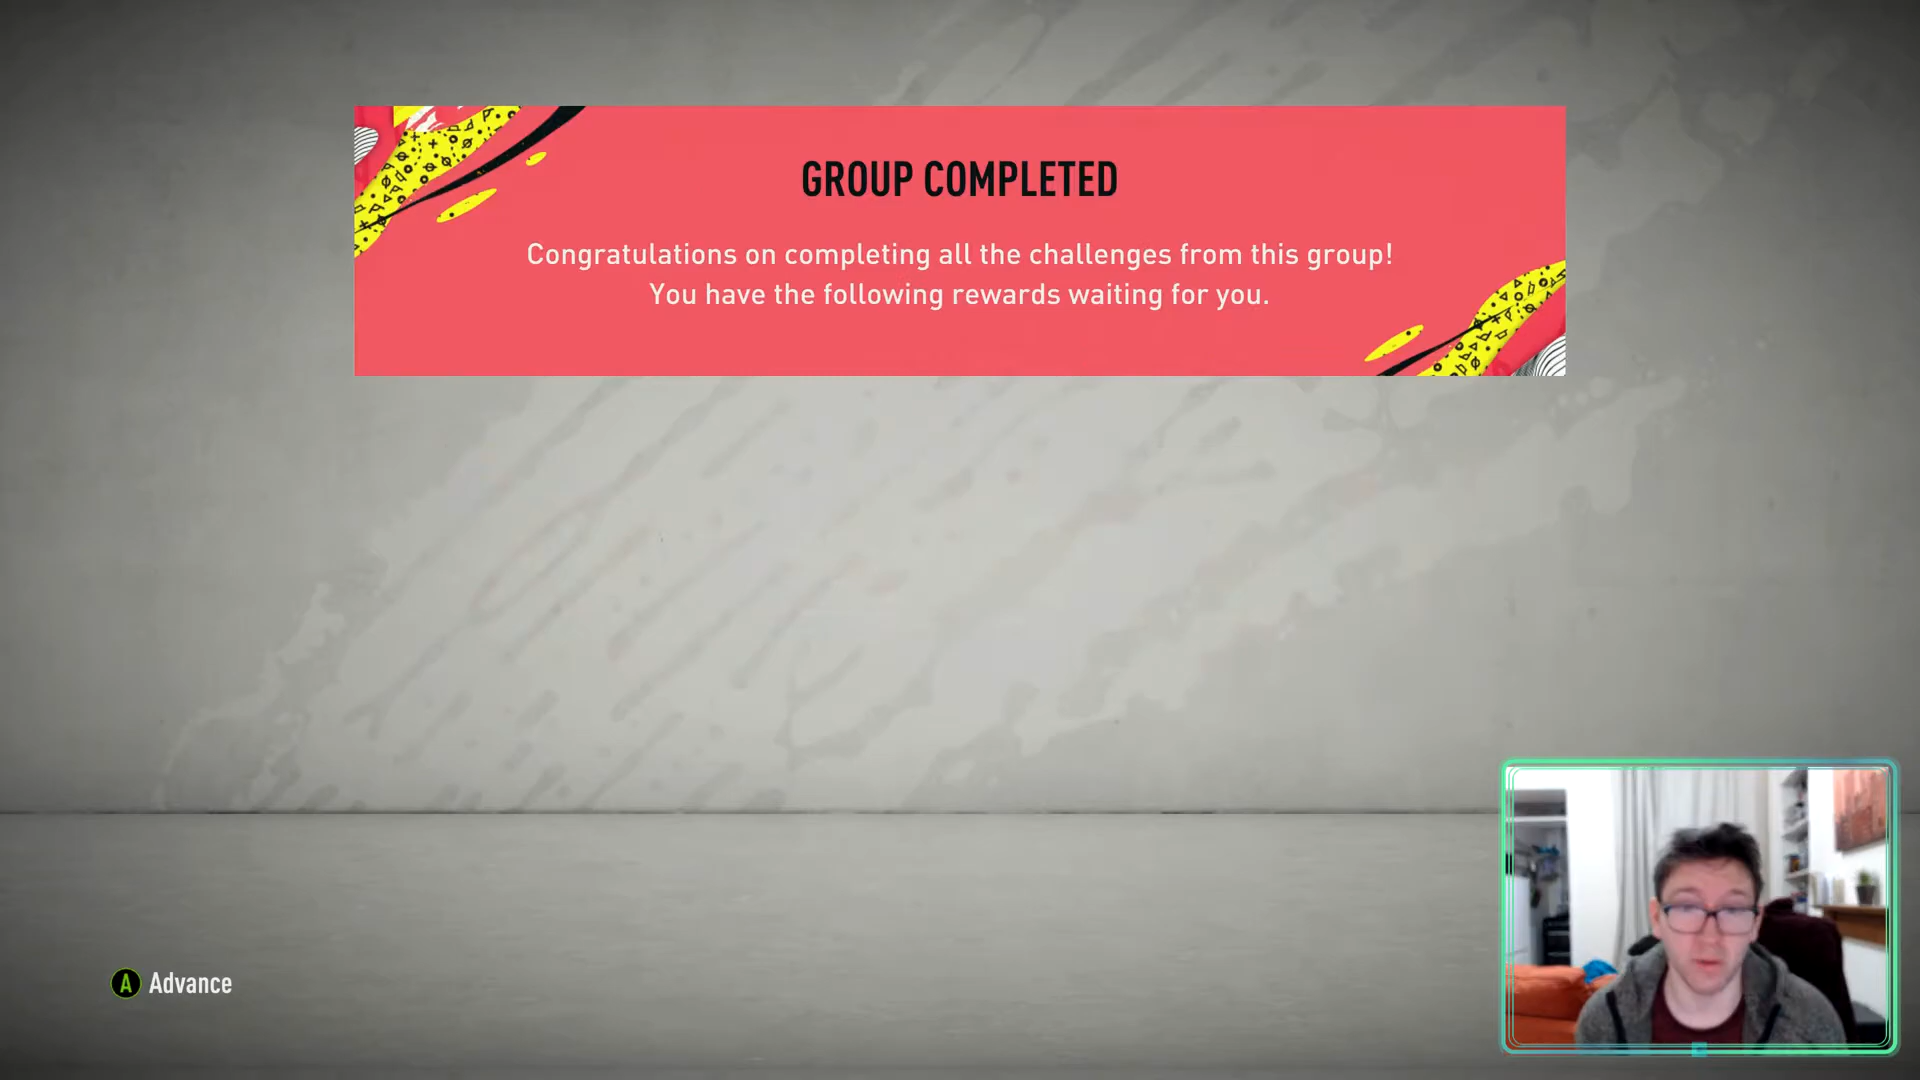 GROUP COMPLETED
Congratulations on completing all the challenges from this group!
You have the following rewards waiting for you.
A Advance